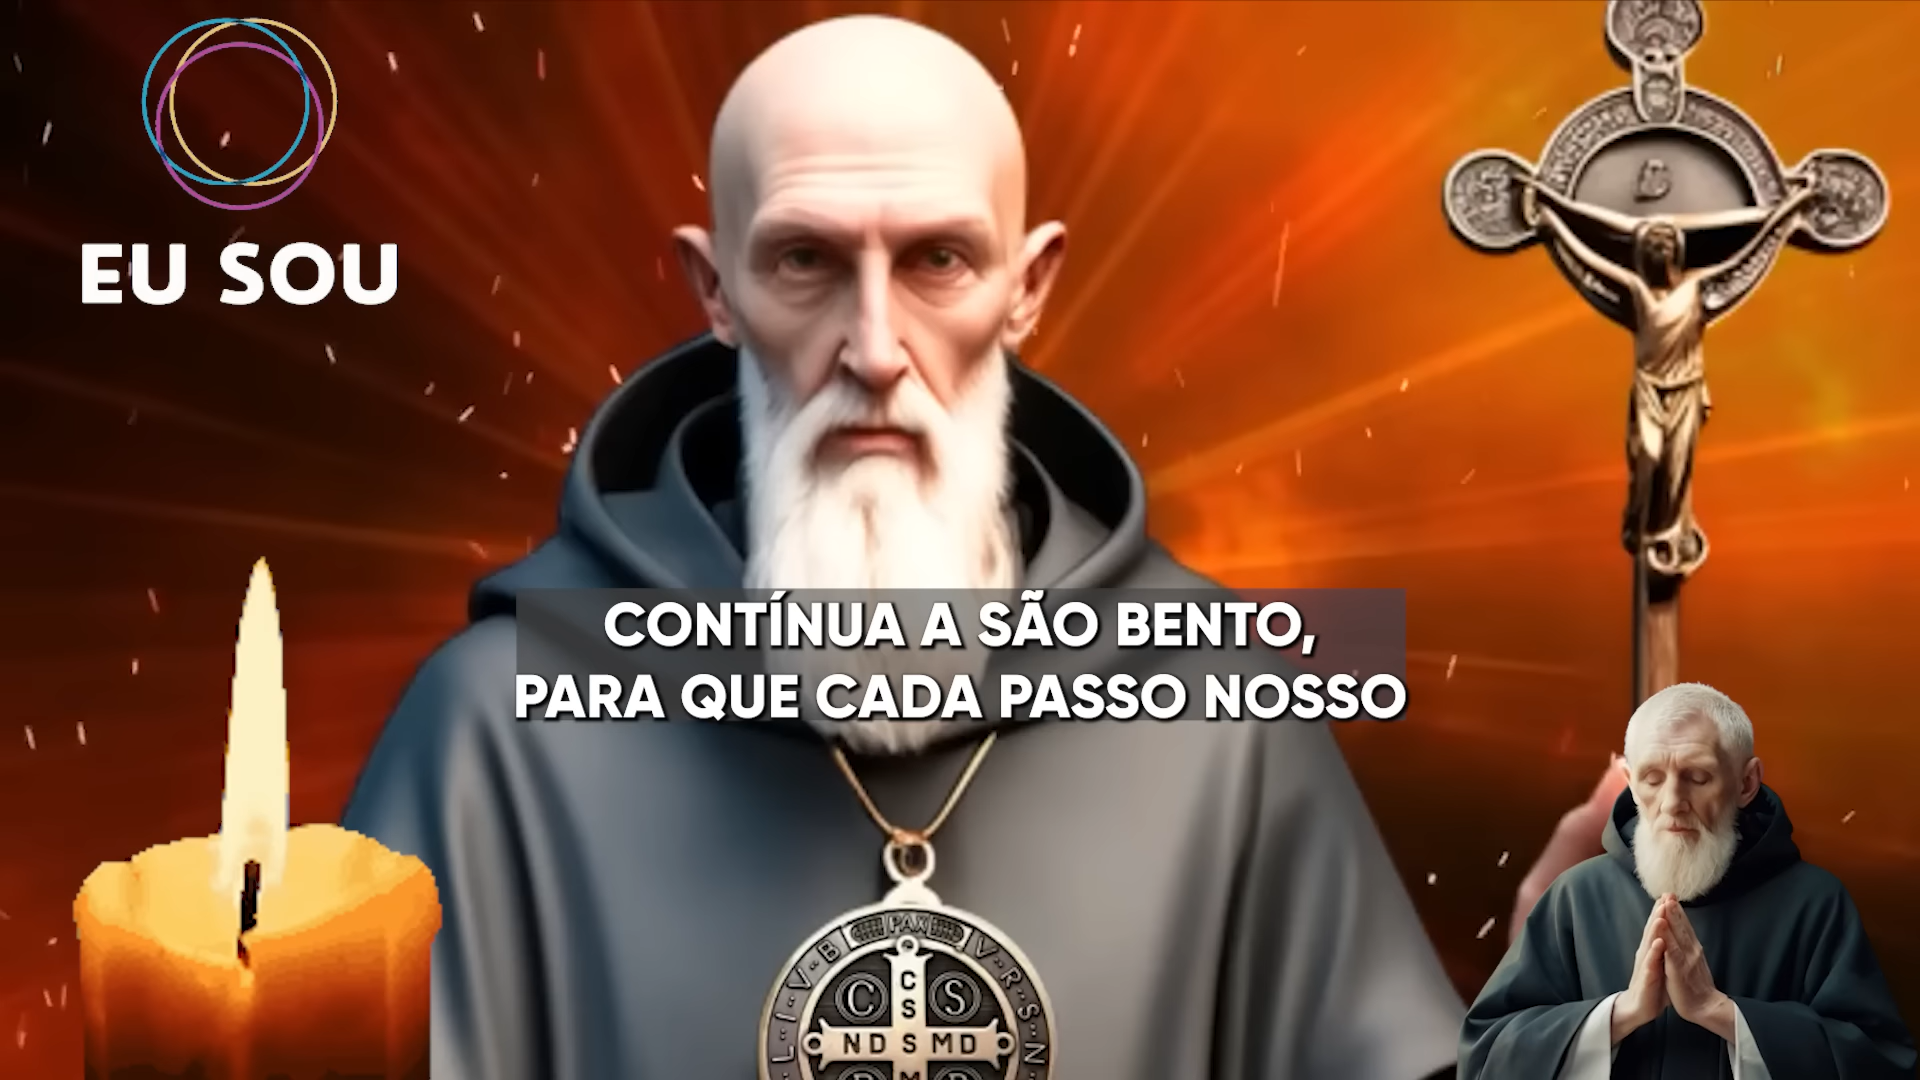 EU SOU
CONTÍNUA A SÃO BENTO,
PARA QUE CADA PASSO NOSSO
PAX
L · I · V · B
V · R · S · N
C S
C
S
N D S M D
M